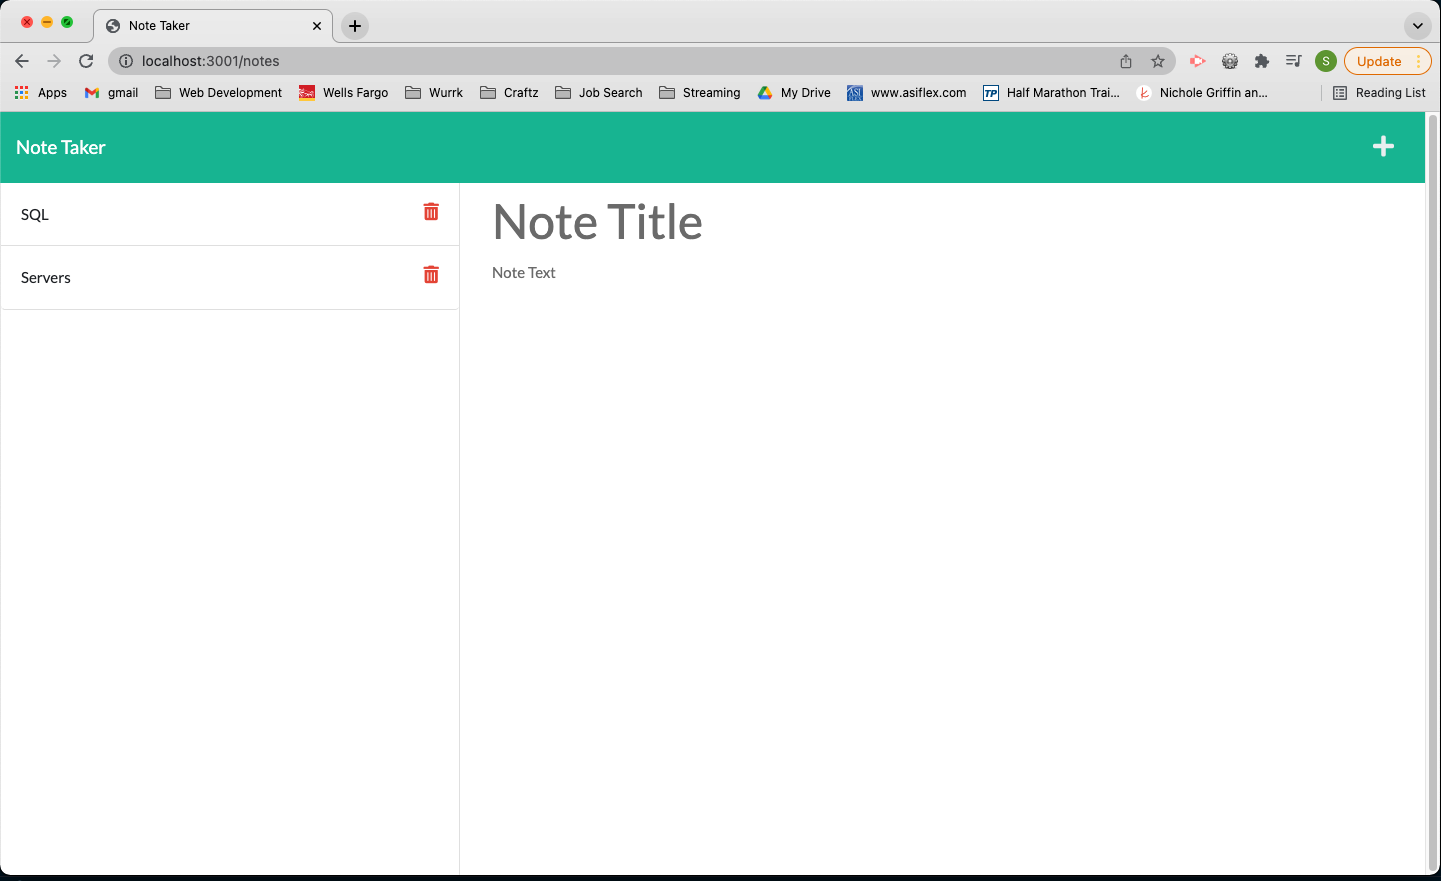 Note Taker
localhost:3001/notes
S
Update
Apps gmail Web Development Wells Fargo Wurrk Craftz Job Search Streaming My Drive www.asiflex.com TP Half Marathon Trai... Nichole Griffin an... Reading List
Note Taker
SQL
Servers
Note Title
Note Text